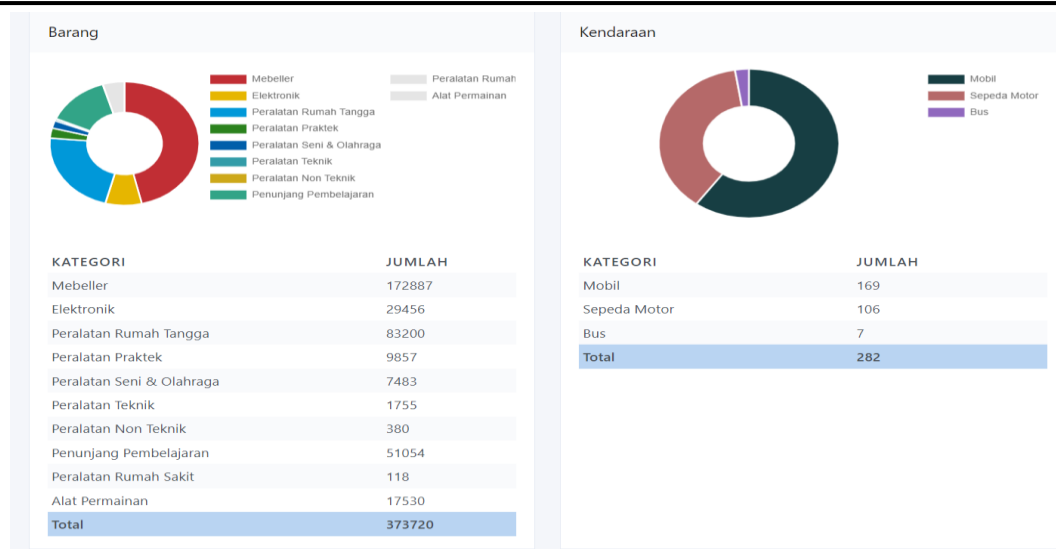 Barang
Mebeller
Elektronik
Peralatan Rumah Tangga
Peralatan Praktek
Peralatan Seni & Olahraga
Peralatan Teknik
Peralatan Non Teknik
Penunjang Pembelajaran
Peralatan Rumah
Alat Permainan
KATEGORI JUMLAH
Mebeller 172887
Elektronik 29456
Peralatan Rumah Tangga 83200
Peralatan Praktek 9857
Peralatan Seni & Olahraga 7483
Peralatan Teknik 1755
Peralatan Non Teknik 380
Penunjang Pembelajaran 51054
Peralatan Rumah Sakit 118
Alat Permainan 17530
Total 373720
Kendaraan
Mobil
Sepeda Motor
Bus
KATEGORI JUMLAH
Mobil 169
Sepeda Motor 106
Bus 7
Total 282